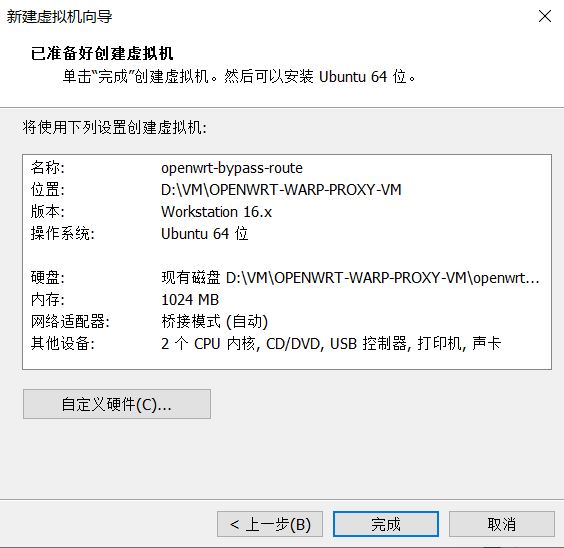 新建虚拟机向导
已准备好创建虚拟机
单击“完成”创建虚拟机。然后可以安装 Ubuntu 64 位。
将使用下列设置创建虚拟机:
名称: openwrt-bypass-route
位置: D:\VM\OPENWRT-WARP-PROXY-VM
版本: Workstation 16.x
操作系统: Ubuntu 64 位
硬盘: 现有磁盘 D:\VM\OPENWRT-WARP-PROXY-VM\openwrt...
内存: 1024 MB
网络适配器: 桥接模式 (自动)
其他设备: 2 个 CPU 内核, CD/DVD, USB 控制器, 打印机, 声卡
自定义硬件(C)...
< 上一步(B) 完成 取消